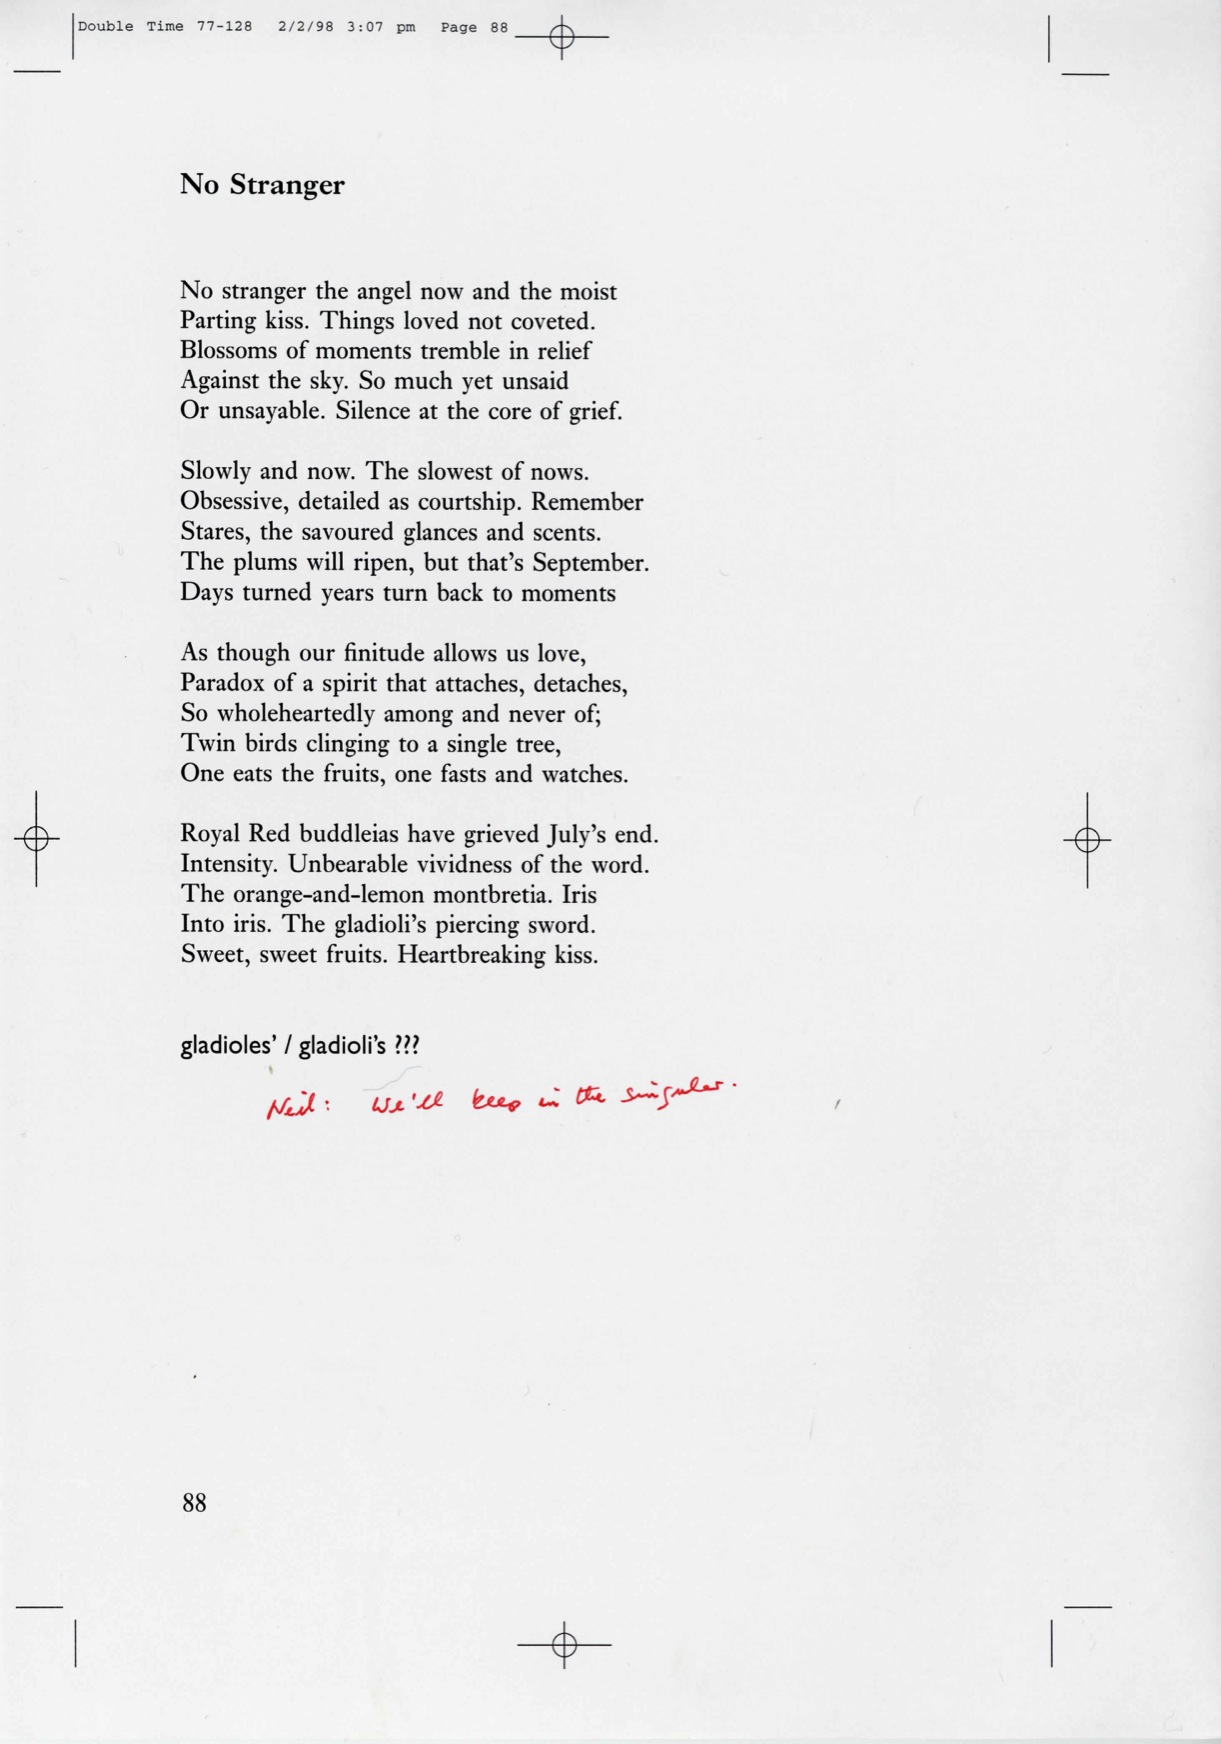 Double Time 77-128 2/2/98 3:07 pm Page 88
No Stranger
No stranger the angel now and the moist
Parting kiss. Things loved not coveted.
Blossoms of moments tremble in relief
Against the sky. So much yet unsaid
Or unsayable. Silence at the core of grief.
Slowly and now. The slowest of nows.
Obsessive, detailed as courtship. Remember
Stares, the savoured glances and scents.
The plums will ripen, but that's September.
Days turned years turn back to moments
As though our finitude allows us love,
Paradox of a spirit that attaches, detaches,
So wholeheartedly among and never of;
Twin birds clinging to a single tree,
One eats the fruits, one fasts and watches.
Royal Red buddleias have grieved July's end.
Intensity. Unbearable vividness of the word.
The orange-and-lemon montbretia. Iris
Into iris. The gladioli's piercing sword.
Sweet, sweet fruits. Heartbreaking kiss.
gladioles' / gladioli's ???
Neil: We'll keep in the singular.
88